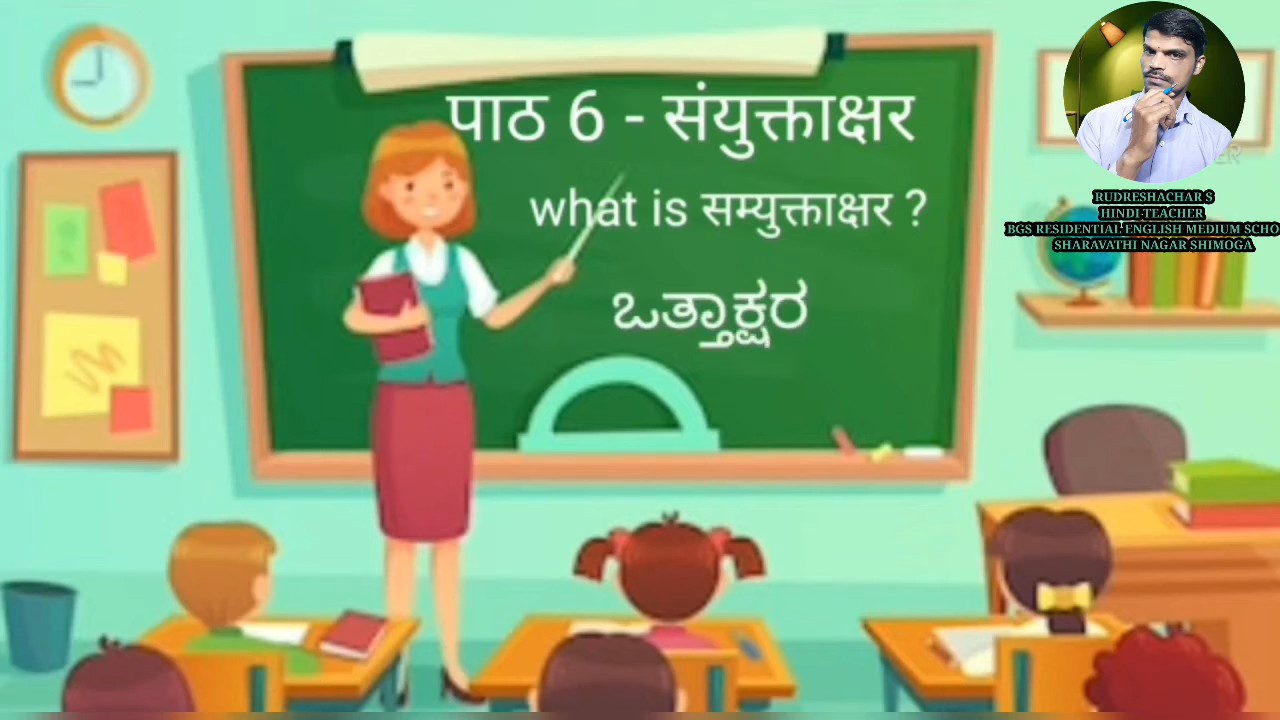 पाठ 6 - संयुक्ताक्षर
what is सम्युक्ताक्षर ?
ಒತ್ತಾಕ್ಷರ
RUDRESHACHAR S
HINDI TEACHER
BGS RESIDENTIAL ENGLISH MEDIUM SCHO
SHARAVATHI NAGAR SHIMOGA